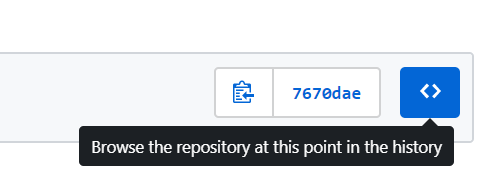 7670dae
Browse the repository at this point in the history